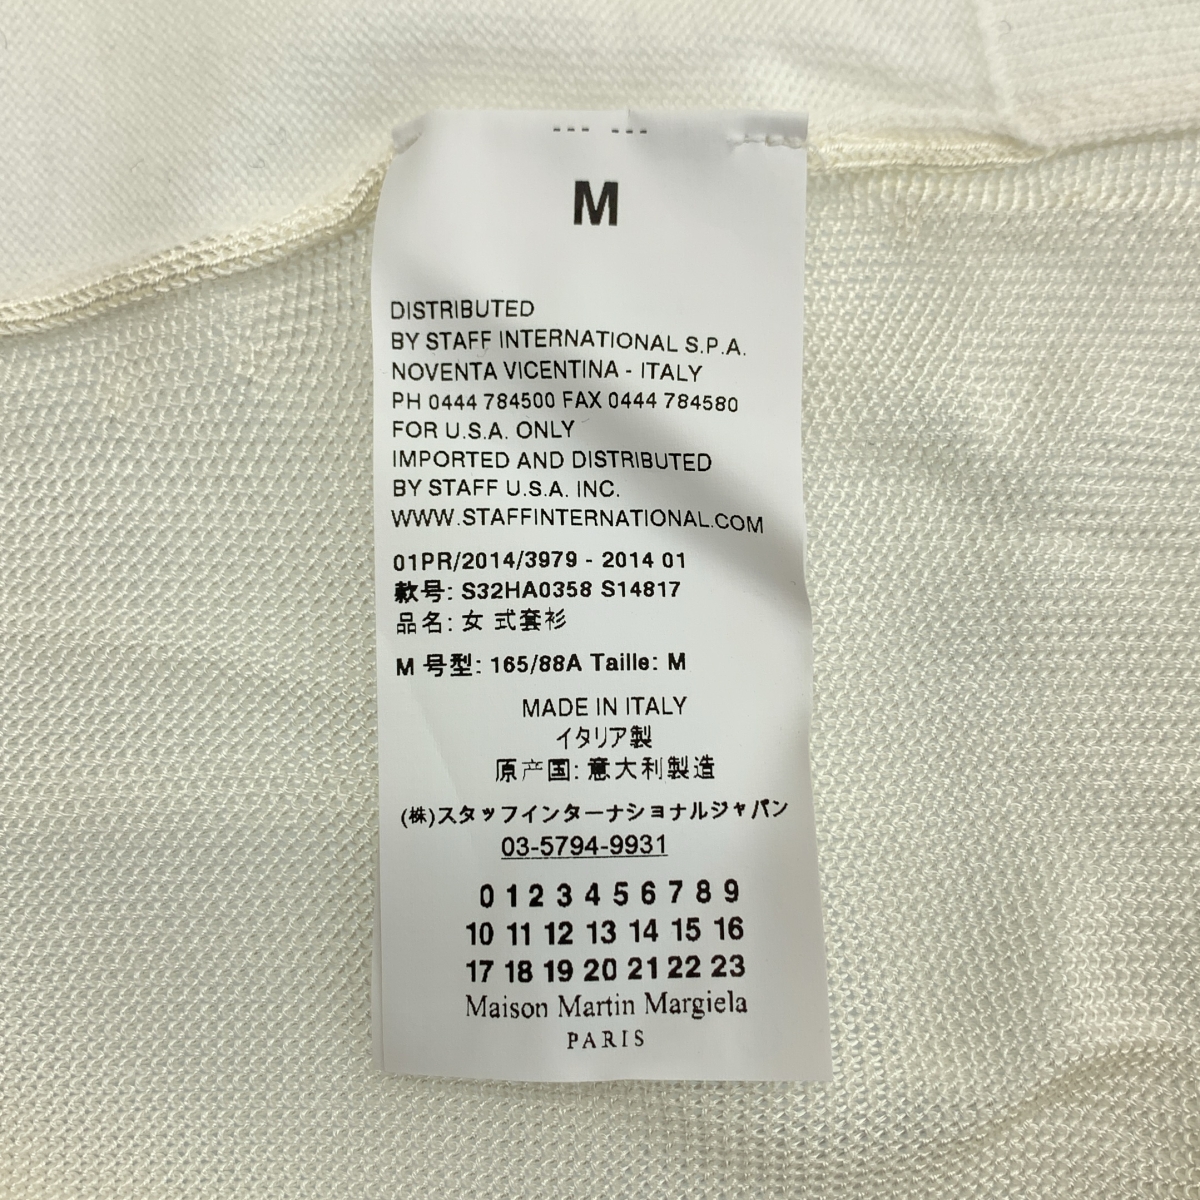 M
DISTRIBUTED
BY STAFF INTERNATIONAL S.P.A.
NOVENTA VICENTINA - ITALY
PH 0444 784500 FAX 0444 784580
FOR U.S.A. ONLY
IMPORTED AND DISTRIBUTED
BY STAFF U.S.A. INC.
WWW.STAFFINTERNATIONAL.COM
01PR/2014/3979 - 2014 01
款号: S32HA0358 S14817
品名: 女 式套衫
M 号型: 165/88A Taille: M
MADE IN ITALY
イタリア製
原产国: 意大利製造
(株)スタッフインターナショナルジャパン
03-5794-9931
0 1 2 3 4 5 6 7 8 9
10 11 12 13 14 15 16
17 18 19 20 21 22 23
Maison Martin Margiela
PARIS